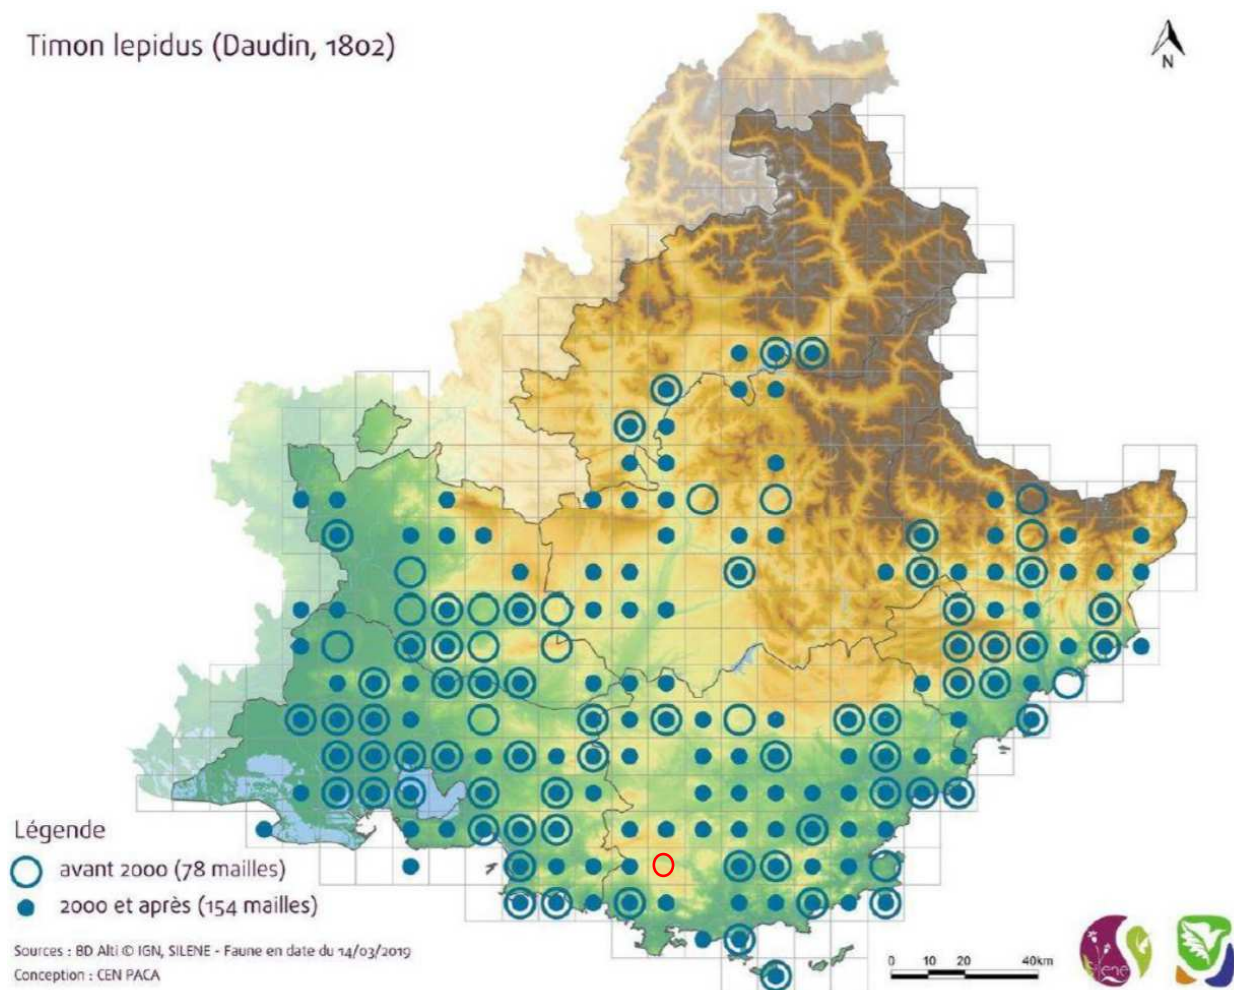 Timon lepidus (Daudin, 1802)
N
Légende
avant 2000 (78 mailles)
2000 et après (154 mailles)
Sources : BD Alti © IGN, SILENE - Faune en date du 14/03/2019
Conception : CEN PACA
0 10 20 40km
Silene